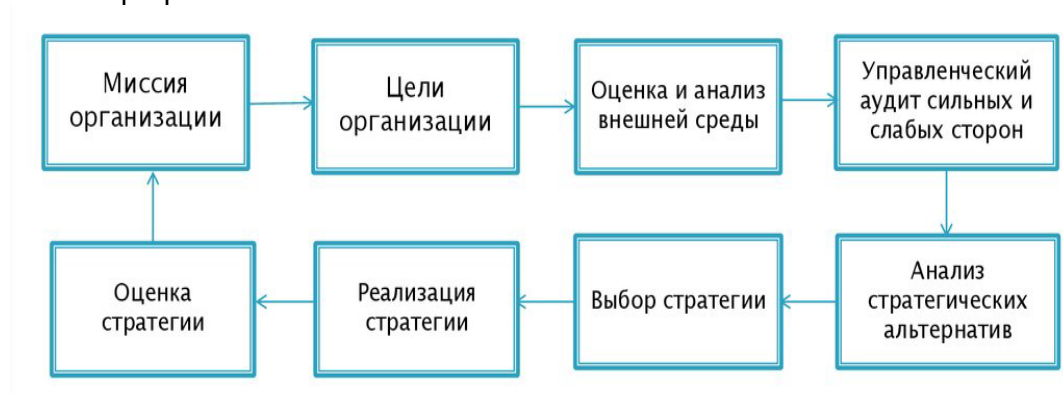 Миссия
организации
Цели
организации
Оценка и анализ
внешней среды
Управленческий
аудит сильных и
слабых сторон
Оценка
стратегии
Реализация
стратегии
Выбор стратегии
Анализ
стратегических
альтернатив